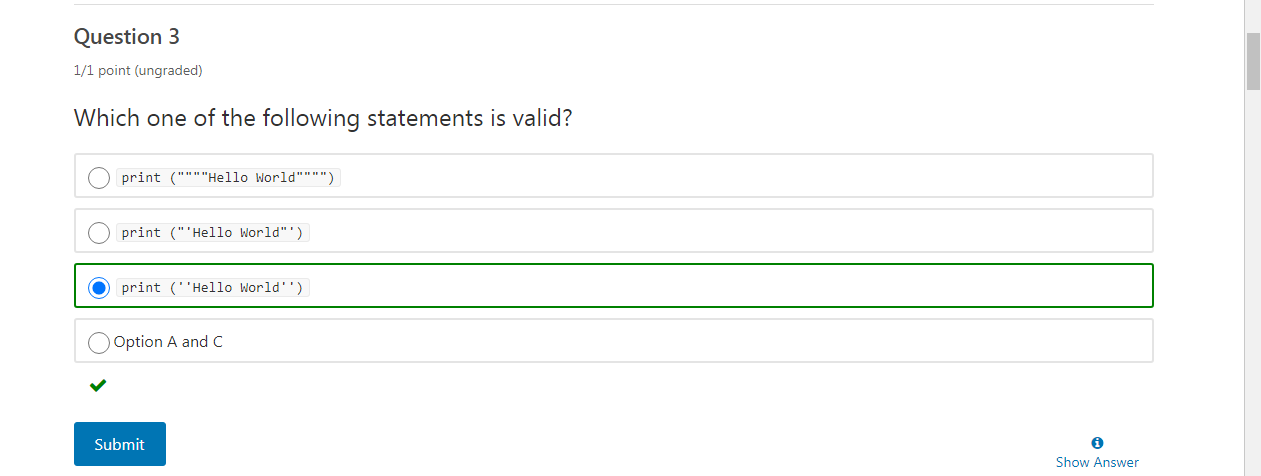 Question 3
1/1 point (ungraded)
Which one of the following statements is valid?
print (""""Hello World"""")
print ("'Hello World"')
print (''Hello World'')
Option A and C
Submit
Show Answer